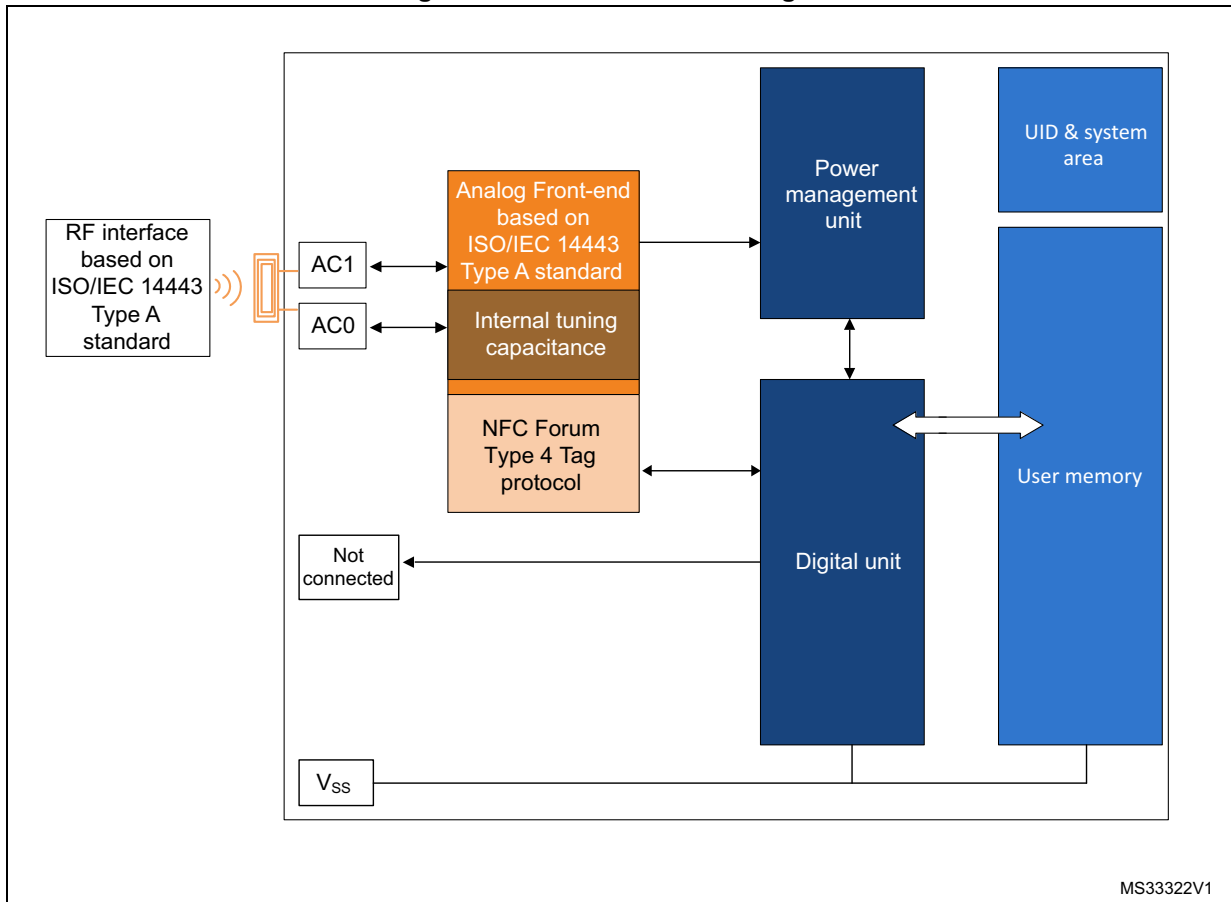 RF interface
based on
ISO/IEC 14443
Type A
standard
AC1
AC0
Analog Front-end
based on
ISO/IEC 14443
Type A standard
Internal tuning
capacitance
NFC Forum
Type 4 Tag
protocol
Not
connected
VSS
Power
management
unit
Digital unit
UID & system
area
User memory
MS33322V1